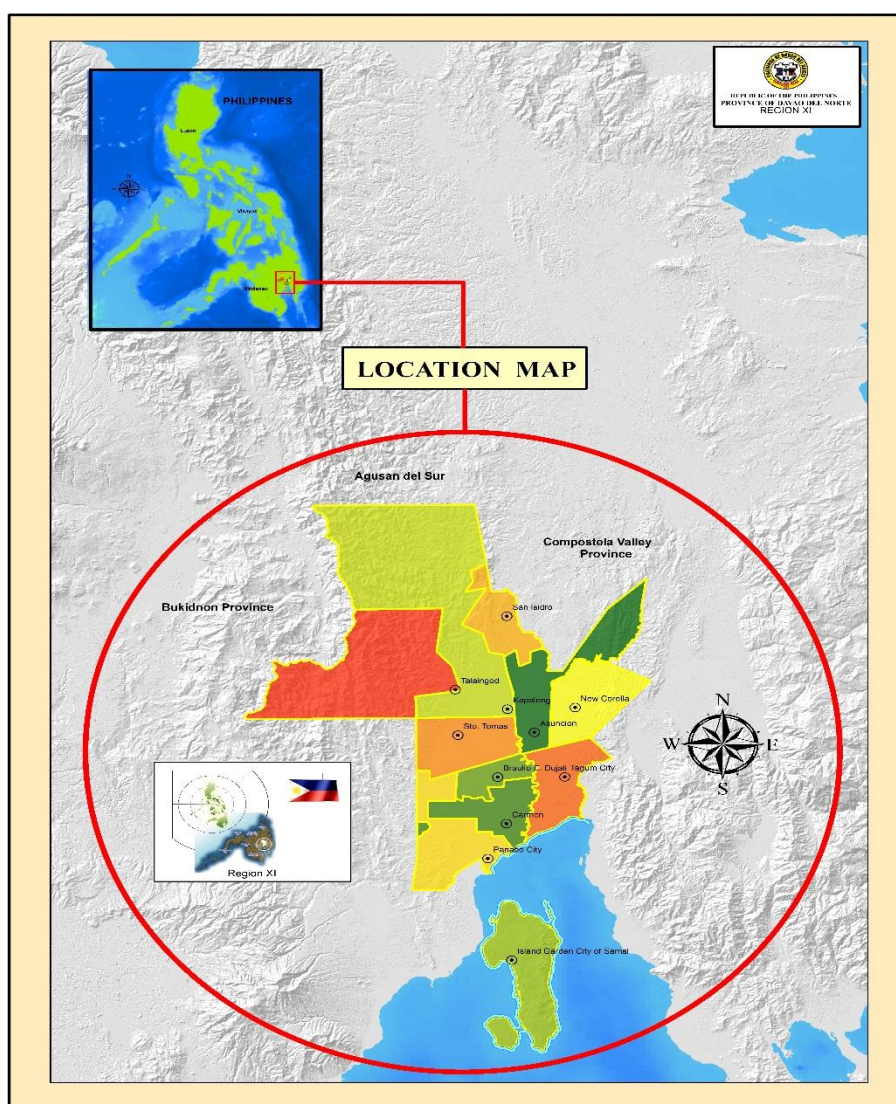 PHILIPPINES
Luzon
Visayas
Mindanao
REPUBLIC OF THE PHILIPPINES
PROVINCE OF DAVAO DEL NORTE
REGION XI
LOCATION MAP
Agusan del Sur
Compostela Valley
Province
Bukidnon Province
San Isidro
Talaingod
Kapalong
New Corella
Asuncion
Sto. Tomas
Braulio E. Dujali
Tagum City
Carmen
Panabo City
Island Garden City of Samal
N
W
E
S
Region XI